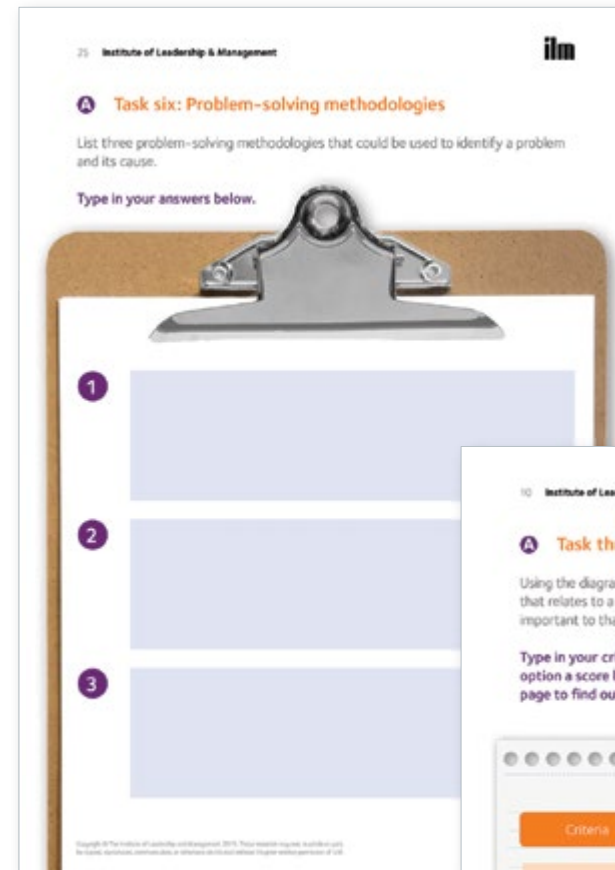 25 Institute of Leadership & Management
ilm
A Task six: Problem-solving methodologies
List three problem-solving methodologies that could be used to identify a problem
and its cause.
Type in your answers below.
1
2
3
10 Institute of Lea
A Task th
Using the diagra
that relates to a
important to tha
Type in your cri
option a score
page to find ou
Criteria